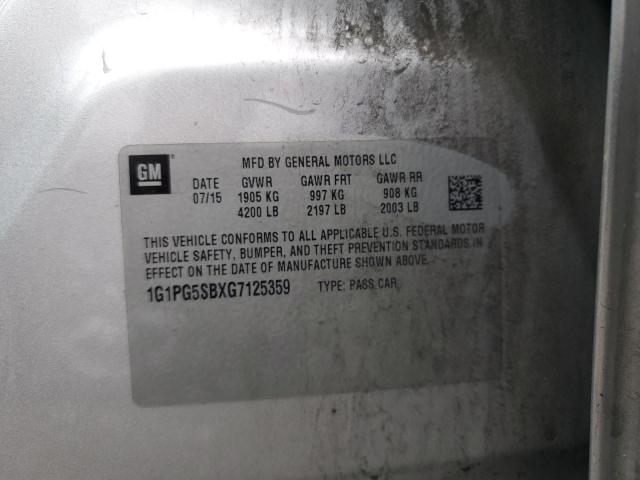 GM
MFD BY GENERAL MOTORS LLC
DATE GVWR GAWR FRT GAWR RR
07/15 1905 KG 997 KG 908 KG
4200 LB 2197 LB 2003 LB
THIS VEHICLE CONFORMS TO ALL APPLICABLE U.S. FEDERAL MOTOR
VEHICLE SAFETY, BUMPER, AND THEFT PREVENTION STANDARDS IN
EFFECT ON THE DATE OF MANUFACTURE SHOWN ABOVE.
1G1PG5SBXG7125359 TYPE: PASS CAR